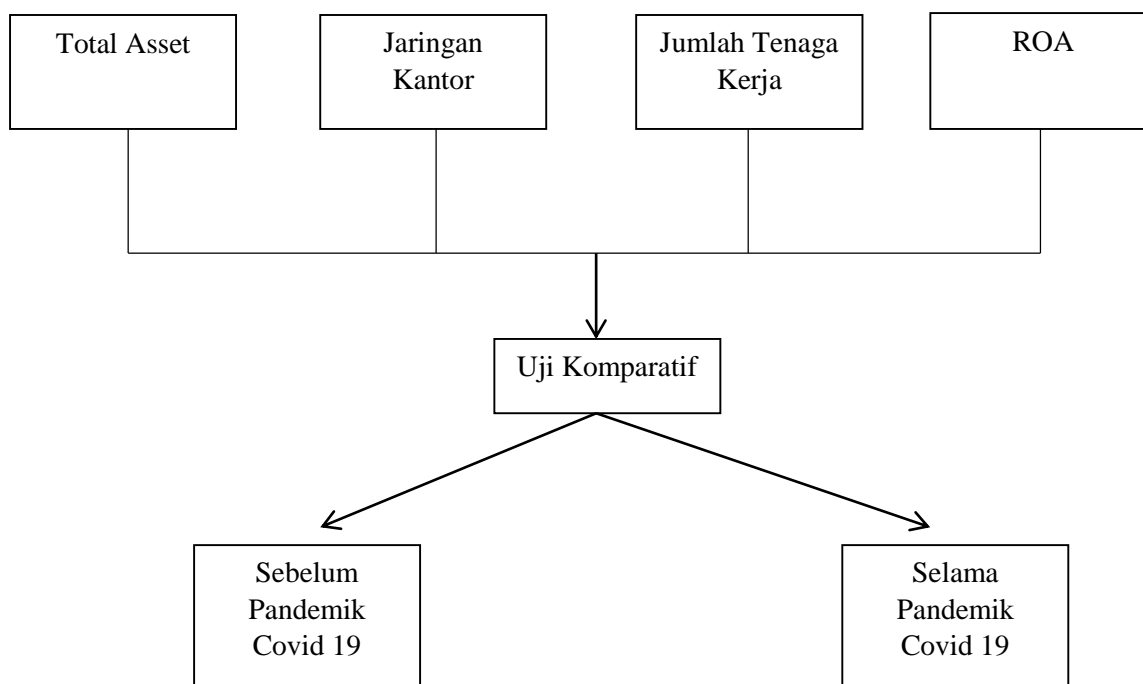 Total Asset
Jaringan
Kantor
Jumlah Tenaga
Kerja
ROA
Uji Komparatif
Sebelum
Pandemik
Covid 19
Selama
Pandemik
Covid 19